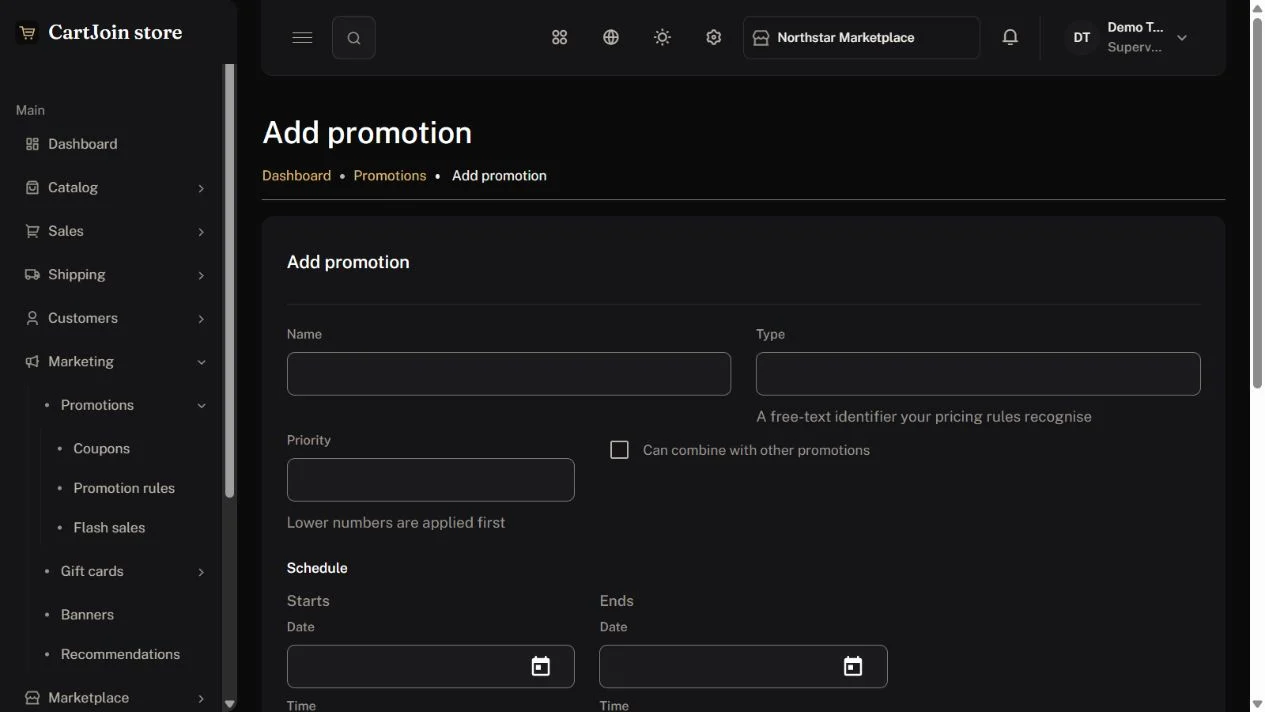 CartJoin store
Northstar Marketplace
DT
Demo T...
Superv...
Main
Dashboard
Catalog
Sales
Shipping
Customers
Marketing
Promotions
Coupons
Promotion rules
Flash sales
Gift cards
Banners
Recommendations
Marketplace
Add promotion
Dashboard • Promotions • Add promotion
Add promotion
Name
Type
A free-text identifier your pricing rules recognise
Priority
Can combine with other promotions
Lower numbers are applied first
Schedule
Starts
Ends
Date
Date
Time
Time